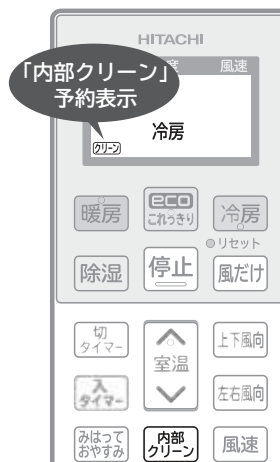 HITACHI
「内部クリーン」
予約表示
度
風速
冷房
クリーン
暖房
eco
これっきり
冷房
リセット
除湿
停止
風だけ
切
タイマー
室温
上下風向
入
タイマー
左右風向
みはって
おやすみ
内部
クリーン
風速